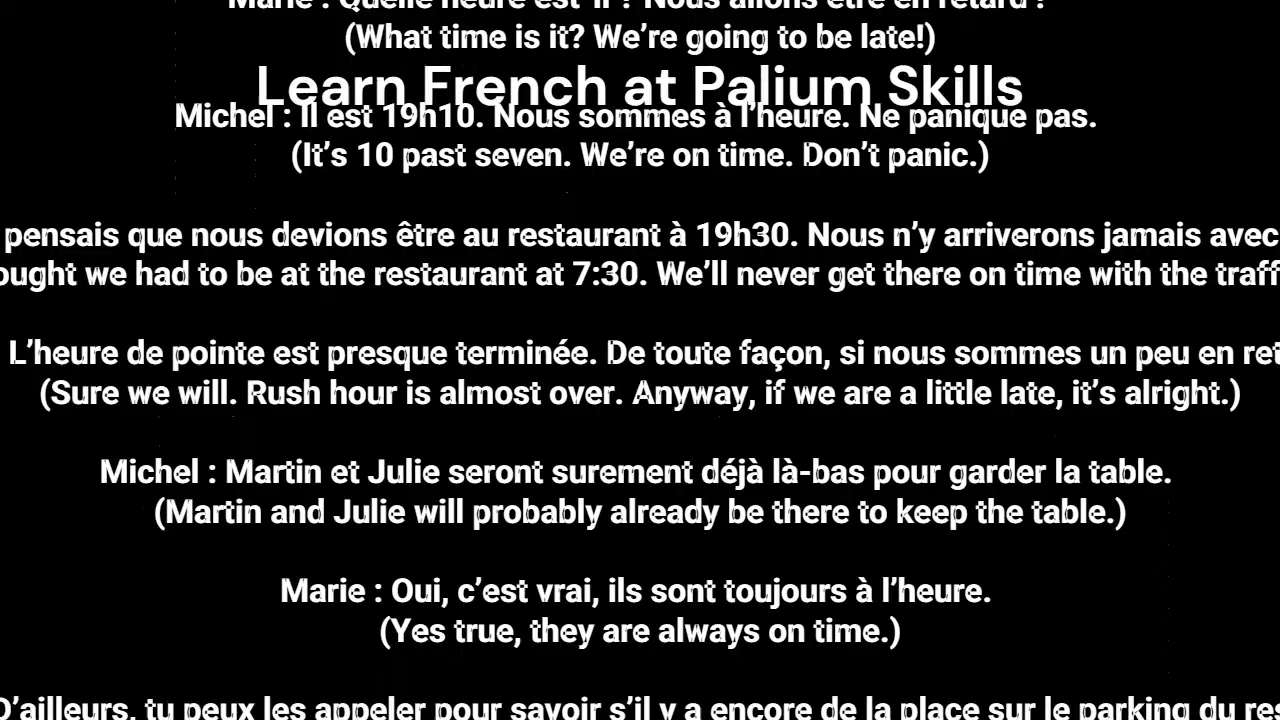 Marie : Quelle heure est-il ? Nous allons être en retard !
(What time is it? We’re going to be late!)
Learn French at Palium Skills
Michel : Il est 19h10. Nous sommes à l’heure. Ne panique pas.
(It’s 10 past seven. We’re on time. Don’t panic.)
pensais que nous devions être au restaurant à 19h30. Nous n’y arriverons jamais avec
ought we had to be at the restaurant at 7:30. We’ll never get there on time with the traff
L’heure de pointe est presque terminée. De toute façon, si nous sommes un peu en ret
(Sure we will. Rush hour is almost over. Anyway, if we are a little late, it’s alright.)
Michel : Martin et Julie seront surement déjà là-bas pour garder la table.
(Martin and Julie will probably already be there to keep the table.)
Marie : Oui, c’est vrai, ils sont toujours à l’heure.
(Yes true, they are always on time.)
D’ailleurs, tu peux les appeler pour savoir s’il y a encore de la place sur le parking du res